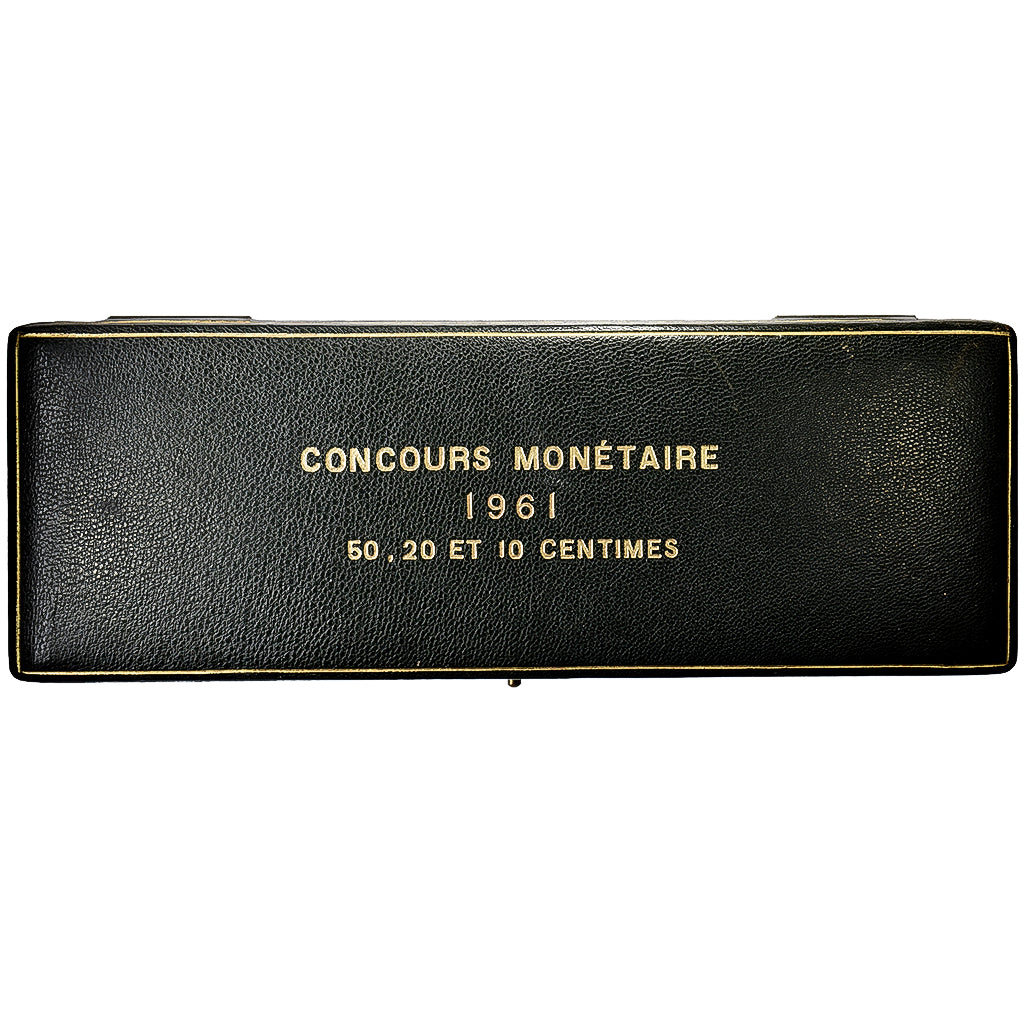 CONCOURS MONÉTAIRE
1961
50, 20 ET 10 CENTIMES